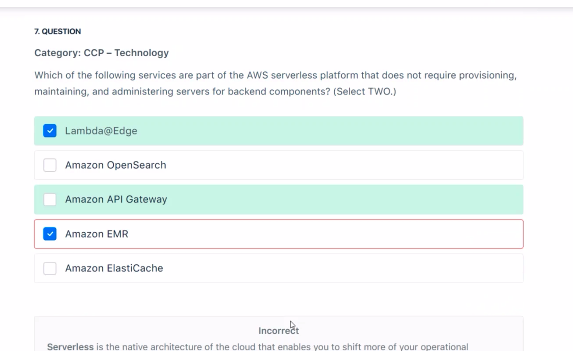 7. QUESTION
Category: CCP – Technology
Which of the following services are part of the AWS serverless platform that does not require provisioning,
maintaining, and administering servers for backend components? (Select TWO.)
Lambda@Edge
Amazon OpenSearch
Amazon API Gateway
Amazon EMR
Amazon ElastiCache
Incorrect
Serverless is the native architecture of the cloud that enables you to shift more of your operational